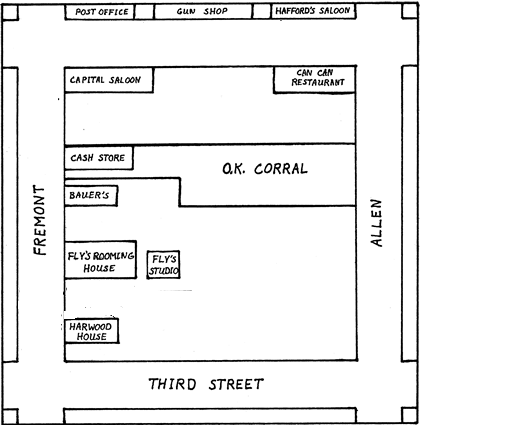 POST OFFICE
GUN SHOP
HAFFORD'S SALOON
CAPITAL SALOON
CAN CAN
RESTAURANT
CASH STORE
O.K. CORRAL
BAUER'S
FREMONT
ALLEN
FLY'S ROOMING
HOUSE
FLY'S
STUDIO
HARWOOD
HOUSE
THIRD STREET